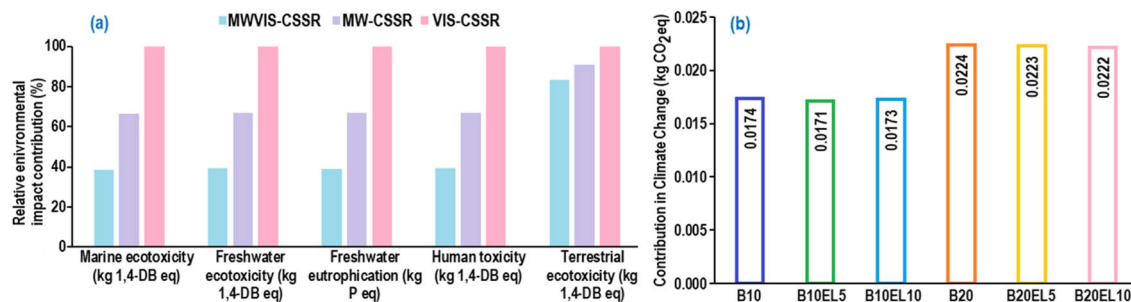 (a)
MWVIS-CSSR
MW-CSSR
VIS-CSSR
Relative enivronmental
impact contribution (%)
100
80
60
40
20
0
Marine ecotoxicity
(kg 1,4-DB eq)
Freshwater
ecotoxicity (kg
1,4-DB eq)
Freshwater
eutrophication (kg
P eq)
Human toxicity
(kg 1,4-DB eq)
Terrestrial
ecotoxicity (kg
1,4-DB eq)
(b)
Contribution in Climate Change (kg CO2eq)
0.025
0.020
0.015
0.010
0.005
0.000
0.0174
0.0171
0.0173
0.0224
0.0223
0.0222
B10
B10EL5
B10EL10
B20
B20EL5
B20EL10